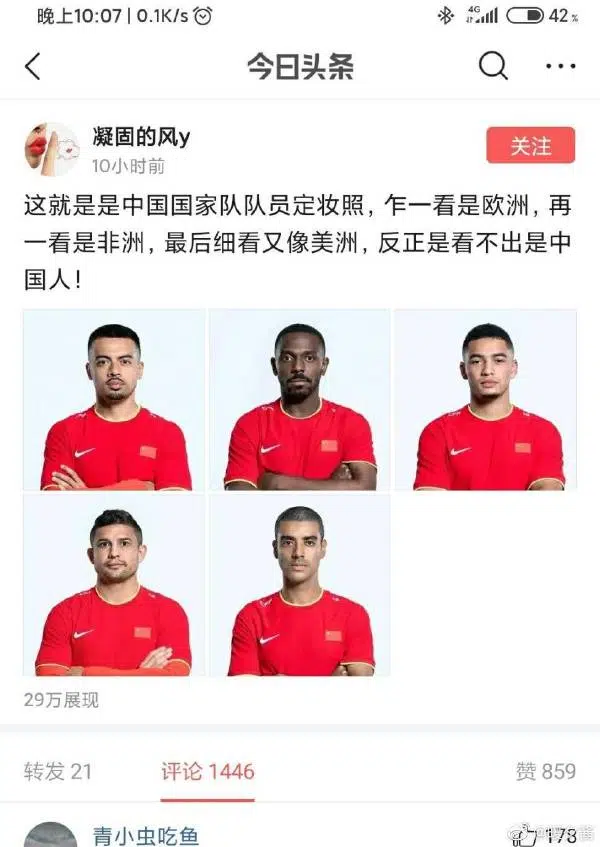 晚上10:07 | 0.1K/s
4G
42%
今日头条
凝固的风y
10小时前
关注
这就是是中国国家队队员定妆照，乍一看是欧洲，再
一看是非洲，最后细看又像美洲，反正是看不出是中
国人！
29万展现
转发 21
评论 1446
赞 859
青小虫吃鱼
178